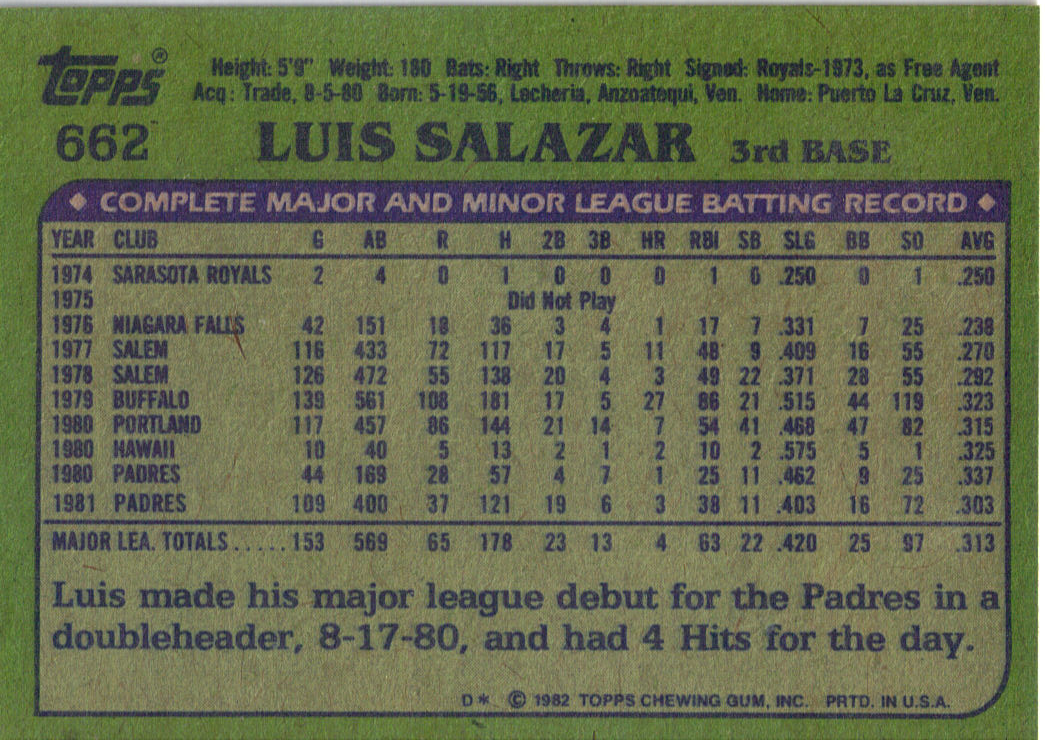 TOPPS®
Height: 5'9" Weight: 180 Bats: Right Throws: Right Signed: Royals-1973, as Free Agent
Acq: Trade, 8-5-80 Born: 5-19-56, Lecheria, Anzoatequi, Ven. Home: Puerto La Cruz, Ven.
662 LUIS SALAZAR 3rd BASE
◆ COMPLETE MAJOR AND MINOR LEAGUE BATTING RECORD ◆
YEAR CLUB G AB R H 2B 3B HR RBI SB SLG BB SO AVG
1974 SARASOTA ROYALS 2 4 0 1 0 0 0 1 0 .250 0 1 .250
1975 Did Not Play
1976 NIAGARA FALLS 42 151 18 36 3 4 1 17 7 .331 7 25 .238
1977 SALEM 116 433 72 117 17 5 11 48 9 .409 16 55 .270
1978 SALEM 126 472 55 138 20 4 3 49 22 .371 28 55 .292
1979 BUFFALO 139 561 108 181 17 5 27 86 21 .515 44 119 .323
1980 PORTLAND 117 457 86 144 21 14 7 54 41 .468 47 82 .315
1980 HAWAII 10 40 5 13 2 1 2 10 2 .575 5 1 .325
1980 PADRES 44 169 28 57 4 7 1 25 11 .462 9 25 .337
1981 PADRES 109 400 37 121 19 6 3 38 11 .403 16 72 .303
MAJOR LEA. TOTALS.....153 569 65 178 23 13 4 63 22 .420 25 97 .313
Luis made his major league debut for the Padres in a
doubleheader, 8-17-80, and had 4 Hits for the day.
D* © 1982 TOPPS CHEWING GUM, INC. PRTD. IN U.S.A.